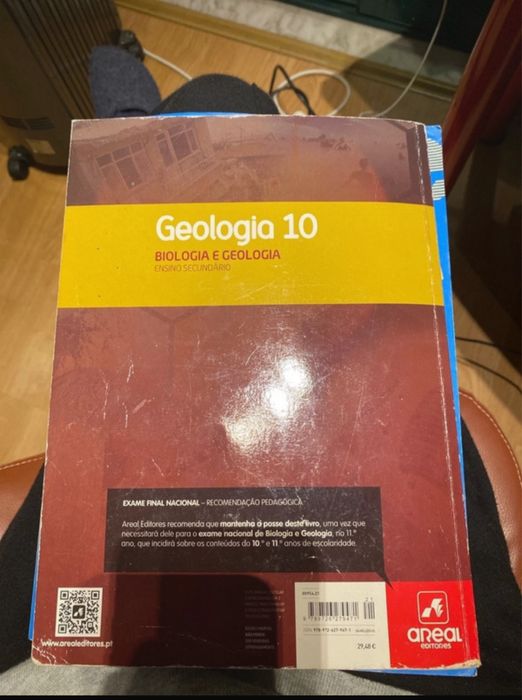 Geologia 10
BIOLOGIA E GEOLOGIA
ENSINO SECUNDÁRIO
EXAME FINAL NACIONAL – RECOMENDAÇÃO PEDAGÓGICA
Areal Editores recomenda que mantenha a posse deste livro, uma vez que
necessitará dele para o exame nacional de Biologia e Geologia, no 11.º
ano, que incidirá sobre os conteúdos do 10.º e 11.º anos de escolaridade.
www.arealeditores.pt
29,48 €
AREAL
EDITORES